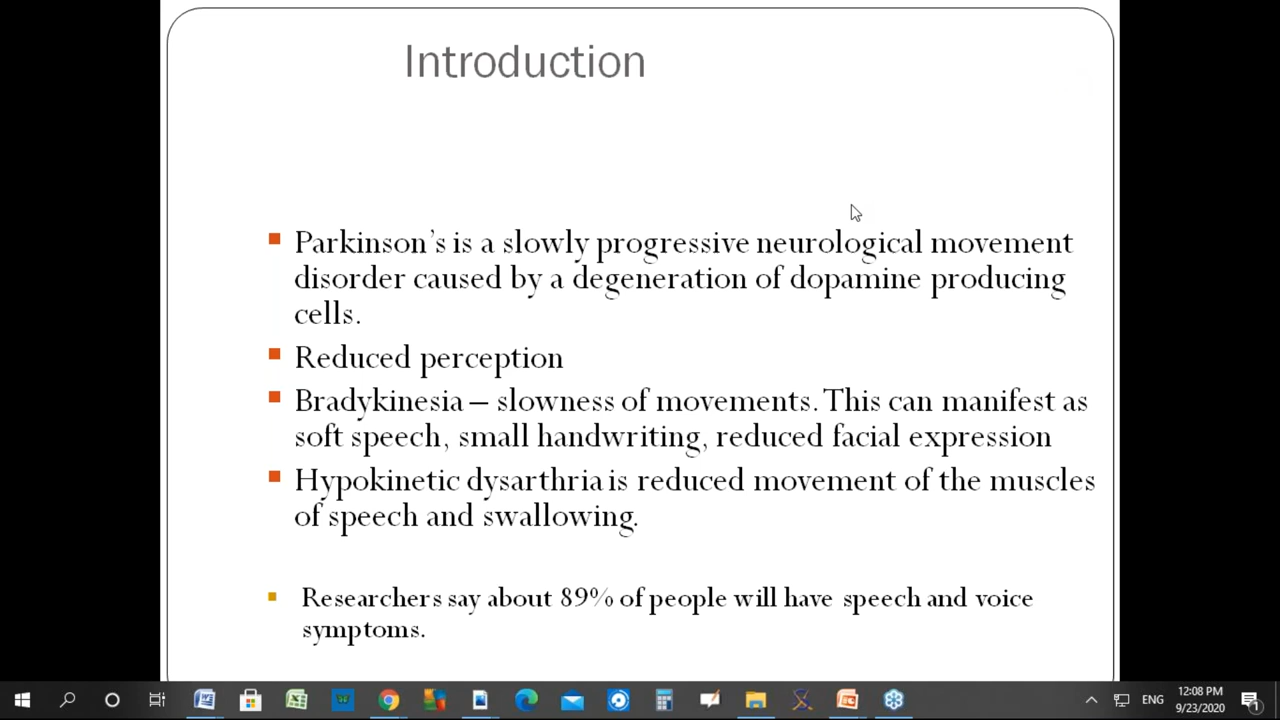 Introduction
Parkinson's is a slowly progressive neurological movement
disorder caused by a degeneration of dopamine producing
cells.
Reduced perception
Bradykinesia – slowness of movements. This can manifest as
soft speech, small handwriting, reduced facial expression
Hypokinetic dysarthria is reduced movement of the muscles
of speech and swallowing.
Researchers say about 89% of people will have speech and voice
symptoms.
ENG
12:08 PM
9/23/2020
1